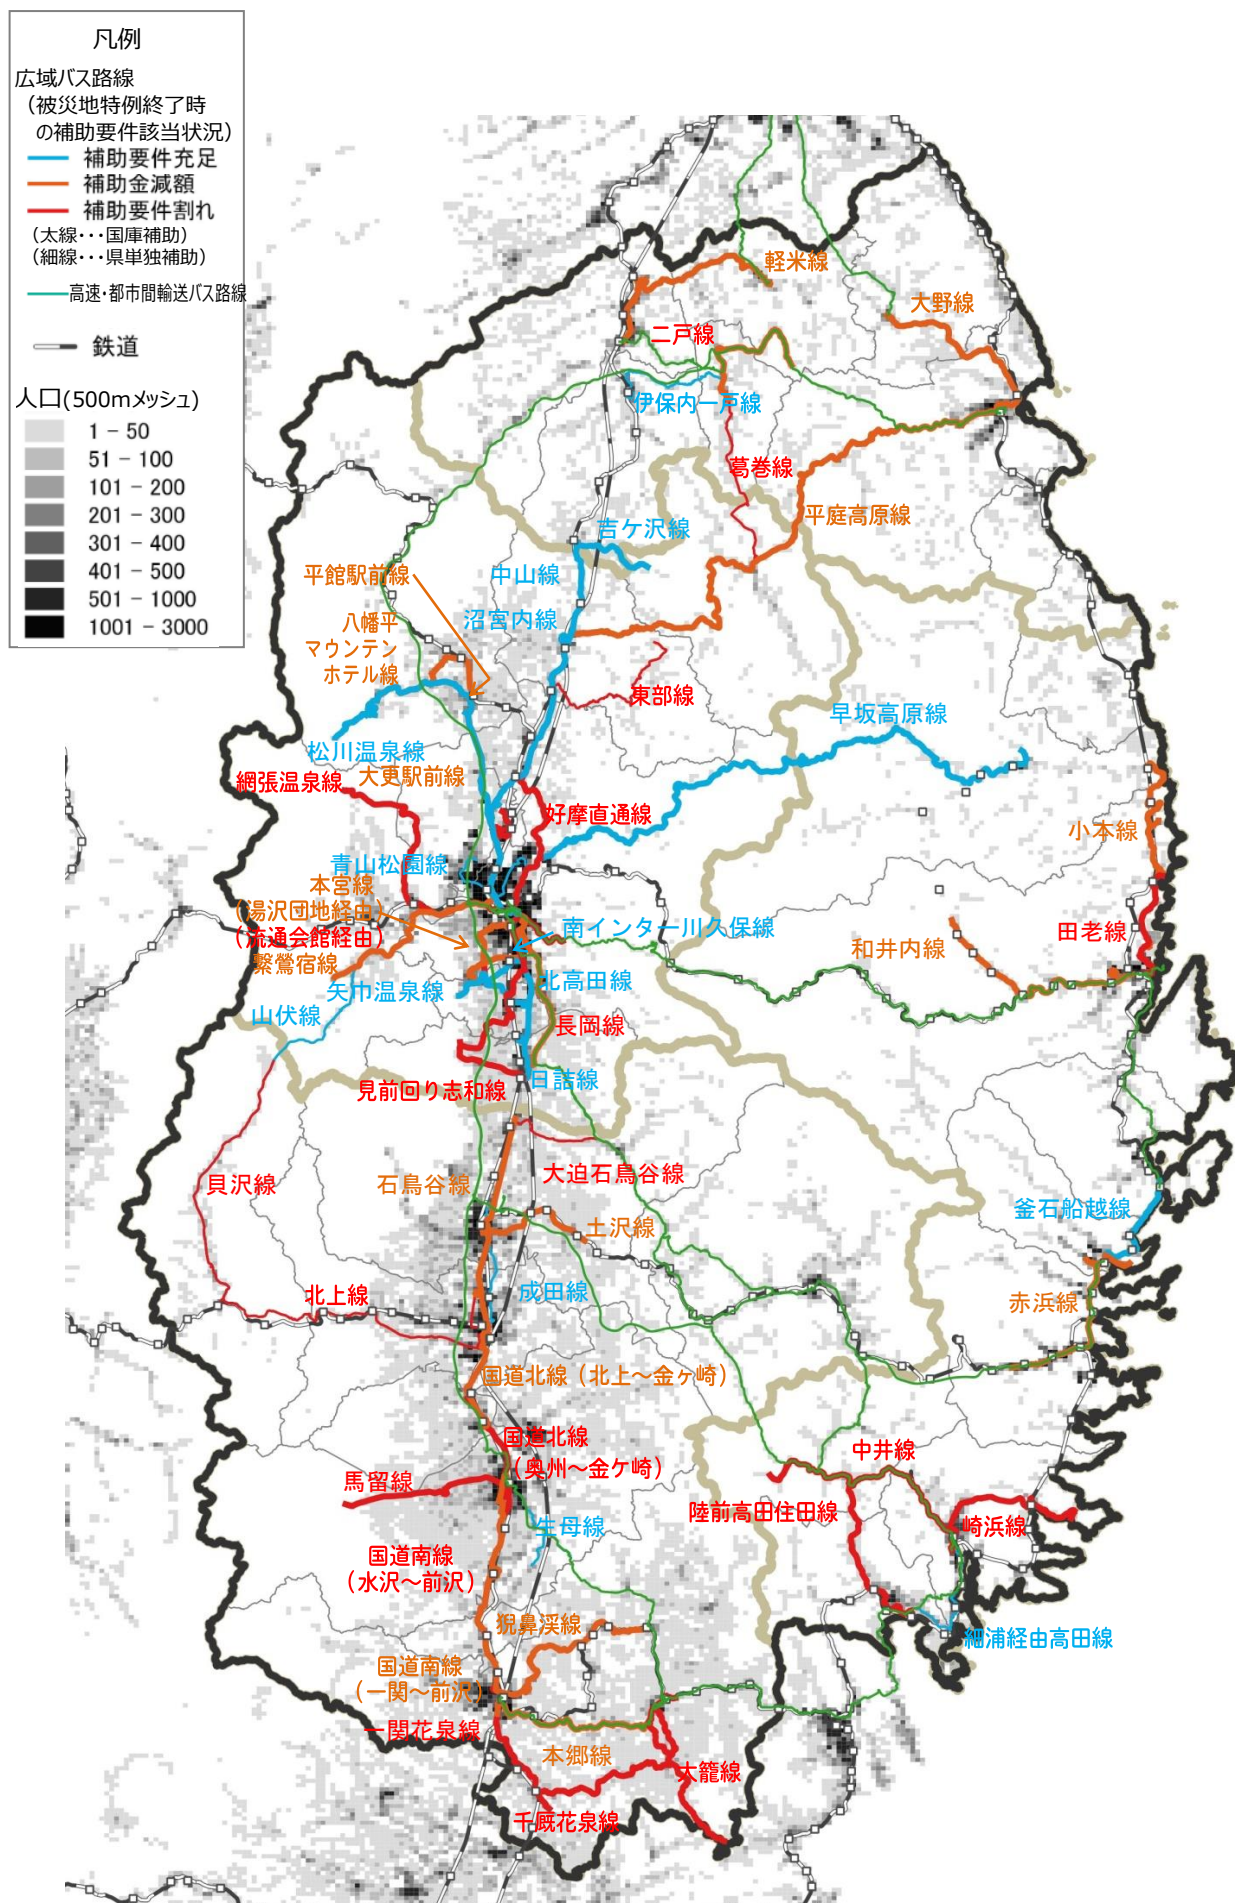 凡例
広域バス路線
(被災地特例終了時
の補助要件該当状況)
補助要件充足
補助金減額
補助要件割れ
(太線・・・国庫補助)
(細線・・・県単独補助)
高速・都市間輸送バス路線
鉄道
人口(500mメッシュ)
1 − 50
51 − 100
101 − 200
201 − 300
301 − 400
401 − 500
501 − 1000
1001 − 3000
軽米線
大野線
二戸線
伊保内一戸線
葛巻線
平庭高原線
吉ケ沢線
中山線
平舘駅前線
沼宮内線
八幡平
マウンテン
ホテル線
東部線
早坂高原線
松川温泉線
大更駅前線
網張温泉線
好摩直通線
小本線
青山松園線
本宮線
(湯沢団地経由)
(流通会館経由)
南インター川久保線
田老線
和井内線
繋鶯宿線
北高田線
矢巾温泉線
山伏線
長岡線
日詰線
見前回り志和線
大迫石鳥谷線
貝沢線
石鳥谷線
土沢線
釜石船越線
成田線
北上線
赤浜線
国道北線(北上～金ヶ崎)
国道北線
(奥州～金ケ崎)
中井線
馬留線
陸前高田住田線
崎浜線
生母線
国道南線
(水沢～前沢)
猊鼻渓線
細浦経由高田線
国道南線
(一関～前沢)
一関花泉線
本郷線
大籠線
千厩花泉線